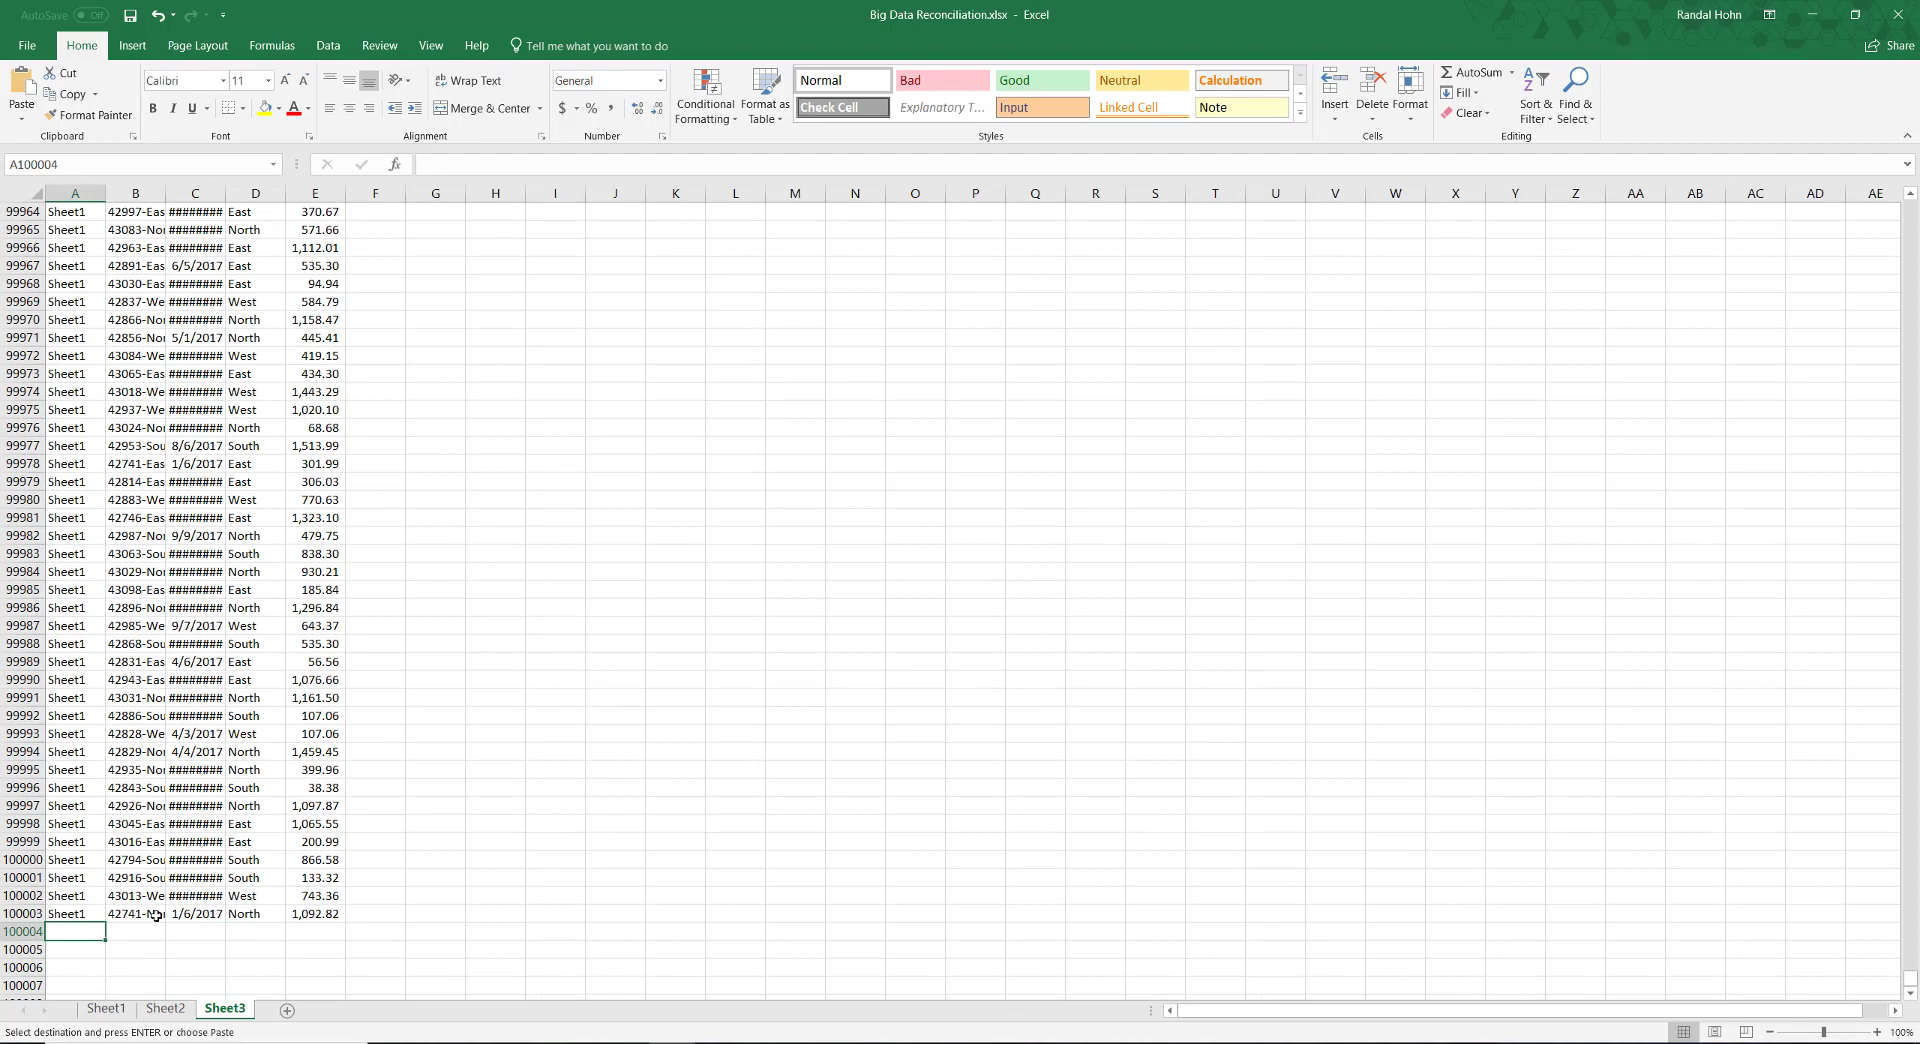 AutoSave Off Big Data Reconciliation.xlsx - Excel Randal Hohn
File Home Insert Page Layout Formulas Data Review View Help Tell me what you want to do Share
Cut Calibri 11 Wrap Text General Normal Bad Good Neutral Calculation AutoSum
Paste Copy Conditional Formatting Format as Table Insert Delete Format Fill Sort & Filter Find & Select
Format Painter B I U A Merge & Center $ % , Check Cell Explanatory T... Input Linked Cell Note Clear
Clipboard Font Alignment Number Styles Cells Editing
A100004 fx
A B C D E F G H I J K L M N O P Q R S T U V W X Y Z AA AB AC AD AE
99964 Sheet1 42997-Eas ######## East 370.67
99965 Sheet1 43083-Nor ######## North 571.66
99966 Sheet1 42963-Eas ######## East 1,112.01
99967 Sheet1 42891-Eas 6/5/2017 East 535.30
99968 Sheet1 43030-Eas ######## East 94.94
99969 Sheet1 42837-We ######## West 584.79
99970 Sheet1 42866-Nor ######## North 1,158.47
99971 Sheet1 42856-Nor 5/1/2017 North 445.41
99972 Sheet1 43084-We ######## West 419.15
99973 Sheet1 43065-Eas ######## East 434.30
99974 Sheet1 43018-We ######## West 1,443.29
99975 Sheet1 42937-We ######## West 1,020.10
99976 Sheet1 43024-Nor ######## North 68.68
99977 Sheet1 42953-Sou 8/6/2017 South 1,513.99
99978 Sheet1 42741-Eas 1/6/2017 East 301.99
99979 Sheet1 42814-Eas ######## East 306.03
99980 Sheet1 42883-We ######## West 770.63
99981 Sheet1 42746-Eas ######## East 1,323.10
99982 Sheet1 42987-Nor 9/9/2017 North 479.75
99983 Sheet1 43063-Sou ######## South 838.30
99984 Sheet1 43029-Nor ######## North 930.21
99985 Sheet1 43098-Eas ######## East 185.84
99986 Sheet1 42896-Nor ######## North 1,296.84
99987 Sheet1 42985-We 9/7/2017 West 643.37
99988 Sheet1 42868-Sou ######## South 535.30
99989 Sheet1 42831-Eas 4/6/2017 East 56.56
99990 Sheet1 42943-Eas ######## East 1,076.66
99991 Sheet1 43031-Nor ######## North 1,161.50
99992 Sheet1 42886-Sou ######## South 107.06
99993 Sheet1 42828-We 4/3/2017 West 107.06
99994 Sheet1 42829-Nor 4/4/2017 North 1,459.45
99995 Sheet1 42935-Nor ######## North 399.96
99996 Sheet1 42843-Sou ######## South 38.38
99997 Sheet1 42926-Nor ######## North 1,097.87
99998 Sheet1 43045-Eas ######## East 1,065.55
99999 Sheet1 43016-Eas ######## East 200.99
100000 Sheet1 42794-Sou ######## South 866.58
100001 Sheet1 42916-Sou ######## South 133.32
100002 Sheet1 43013-We ######## West 743.36
100003 Sheet1 42741-Nor 1/6/2017 North 1,092.82
100004
100005
100006
100007
Sheet1 Sheet2 Sheet3
Select destination and press ENTER or choose Paste 100%